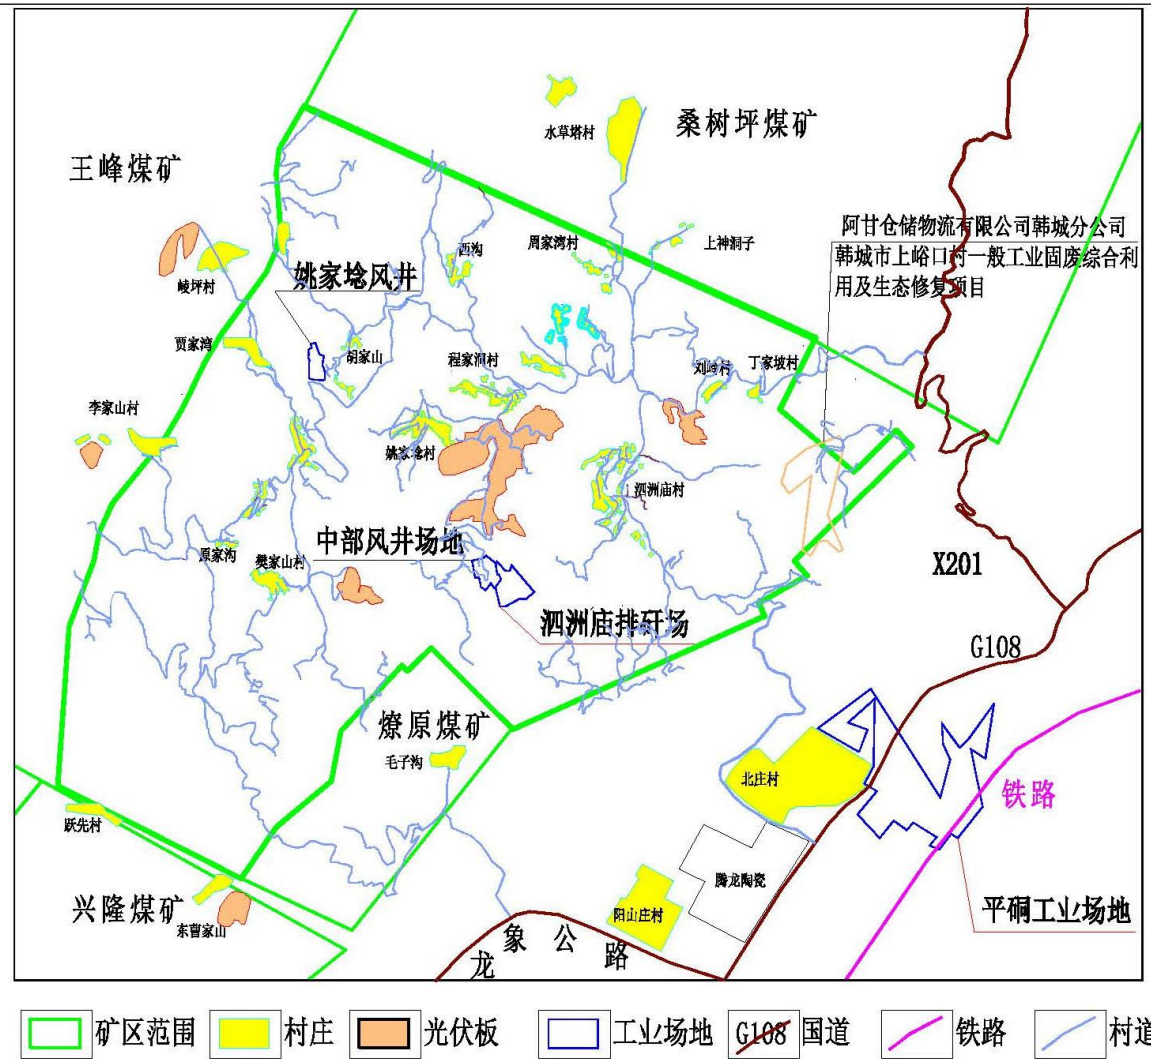 桑树坪煤矿
水草塔村
王峰煤矿
阿甘仓储物流有限公司韩城分公司
韩城市上峪口村一般工业固废综合利
用及生态修复项目
周家湾村
上神洞子
西沟
姚家埝风井
崚坪村
贾家湾
胡家山
程家洞村
刘岭村
丁家坡村
李家山村
姚家埝村
泗洲庙村
中部风井场地
原家沟
樊家山村
X201
泗洲庙排矸场
G108
燎原煤矿
毛子沟
北庄村
铁路
跃先村
腾龙陶瓷
兴隆煤矿
阳山庄村
平硐工业场地
东曹家山
龙象公路
矿区范围
村庄
光伏板
工业场地
G108
国道
铁路
村道